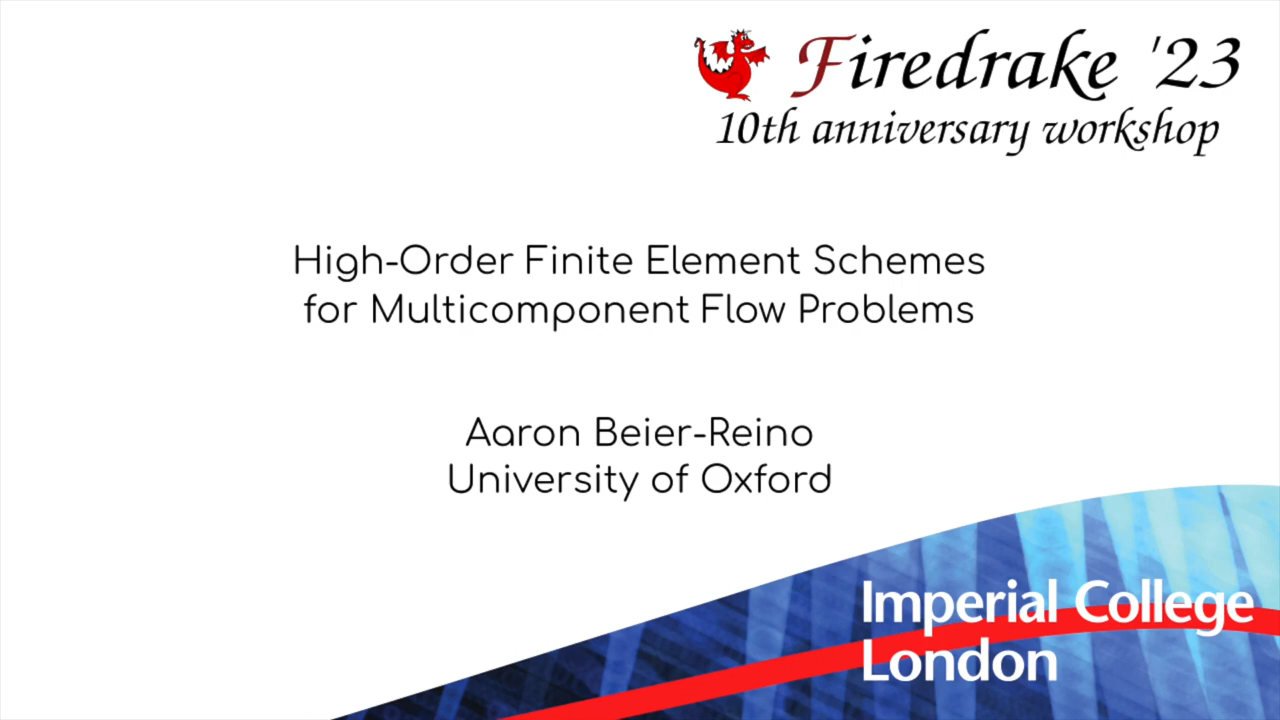 Firedrake '23
10th anniversary workshop
High-Order Finite Element Schemes
for Multicomponent Flow Problems
Aaron Beier-Reino
University of Oxford
Imperial College
London